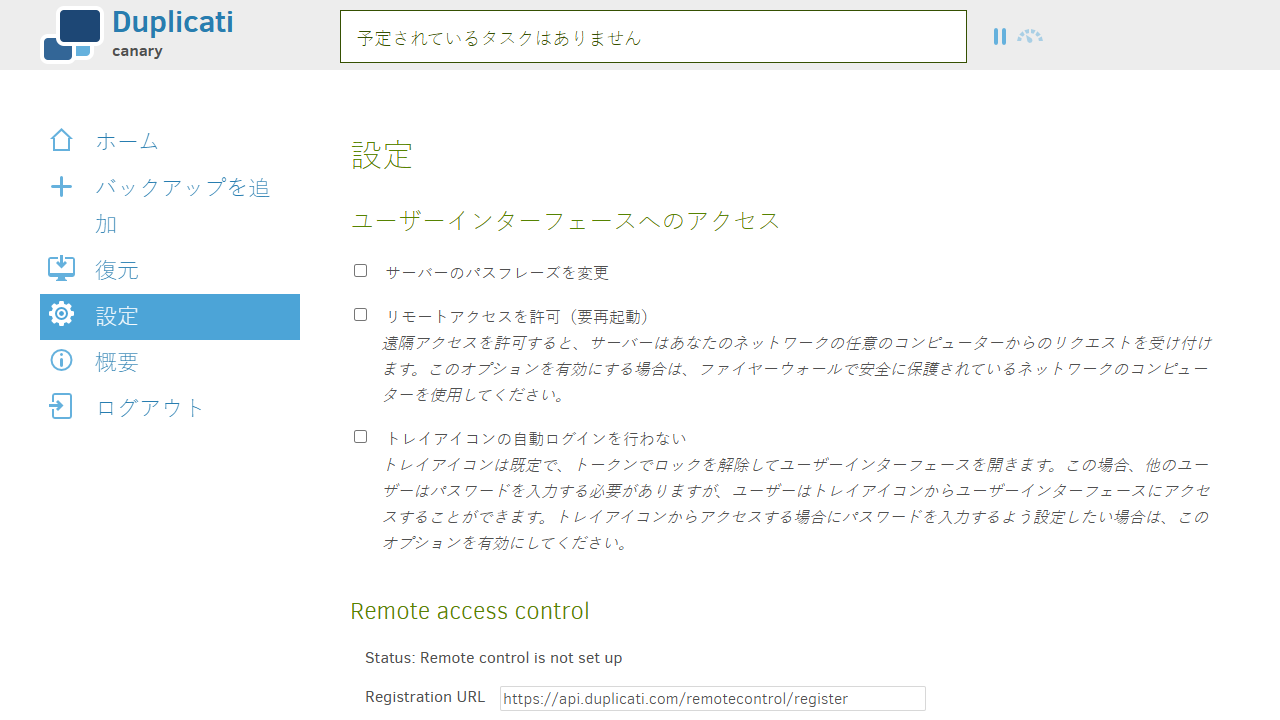 Duplicati
canary
予定されているタスクはありません
ホーム
バックアップを追
加
復元
設定
概要
ログアウト
設定
ユーザーインターフェースへのアクセス
サーバーのパスフレーズを変更
リモートアクセスを許可（要再起動）
遠隔アクセスを許可すると、サーバーはあなたのネットワークの任意のコンピューターからのリクエストを受け付け
ます。このオプションを有効にする場合は、ファイヤーウォールで安全に保護されているネットワークのコンピュー
ターを使用してください。
トレイアイコンの自動ログインを行わない
トレイアイコンは既定で、トークンでロックを解除してユーザーインターフェースを開きます。この場合、他のユー
ザーはパスワードを入力する必要がありますが、ユーザーはトレイアイコンからユーザーインターフェースにアクセ
スすることができます。トレイアイコンからアクセスする場合にパスワードを入力するよう設定したい場合は、この
オプションを有効にしてください。
Remote access control
Status: Remote control is not set up
Registration URL https://api.duplicati.com/remotecontrol/register